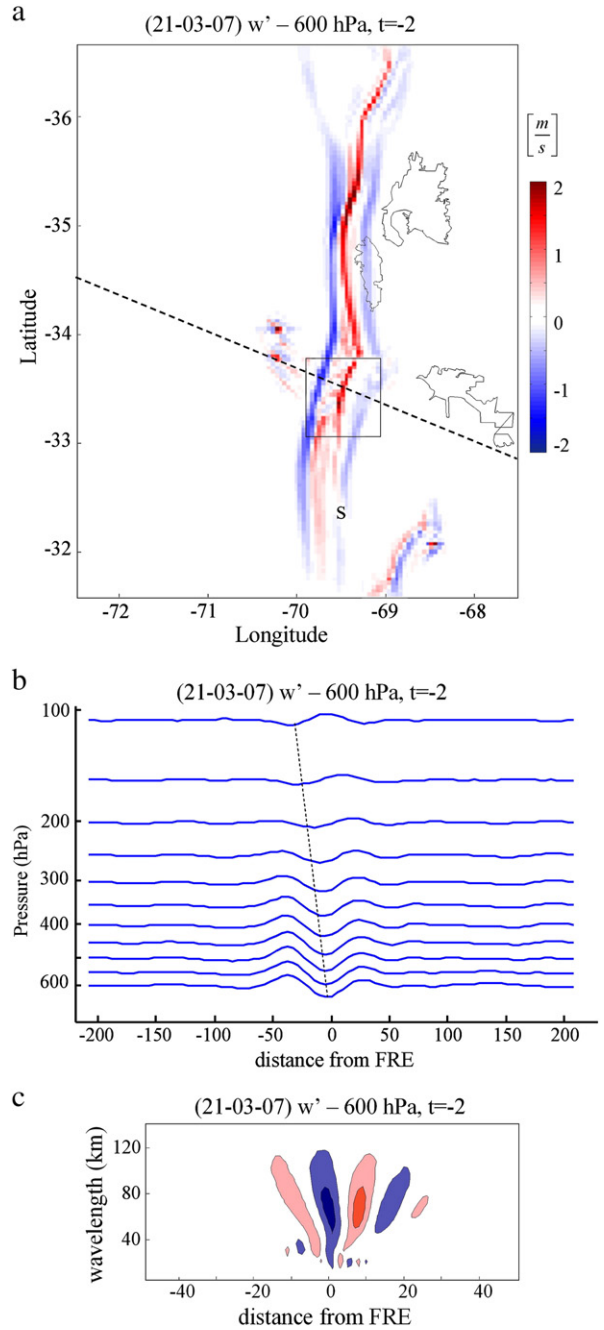 a
(21-03-07) w' – 600 hPa, t=-2
-36
-35
-34
-33
-32
Latitude
-72 -71 -70 -69 -68
Longitude
s
[m/s]
2
1
0
-1
-2
b
(21-03-07) w' – 600 hPa, t=-2
100
200
300
400
600
Pressure (hPa)
-200 -150 -100 -50 0 50 100 150 200
distance from FRE
c
(21-03-07) w' – 600 hPa, t=-2
120
80
40
wavelength (km)
-40 -20 0 20 40
distance from FRE